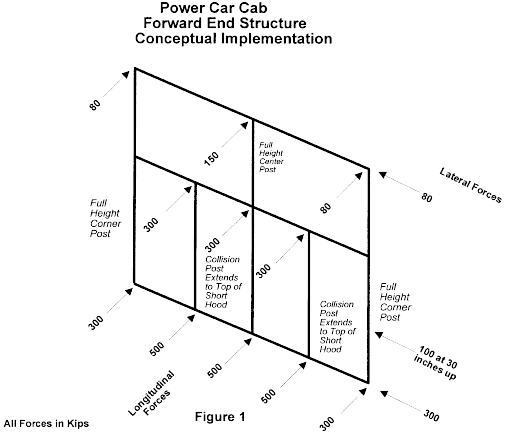 Power Car Cab
Forward End Structure
Conceptual Implementation
80
150
Full
Height
Center
Post
80
Lateral Forces
80
Full
Height
Corner
Post
300
300
300
Collision
Post
Extends
to Top of
Short
Hood
Collision
Post
Extends
to Top of
Short
Hood
Full
Height
Corner
Post
300
500
500
500
300
300
100 at 30
inches up
Longitudinal
Forces
Figure 1
All Forces in Kips